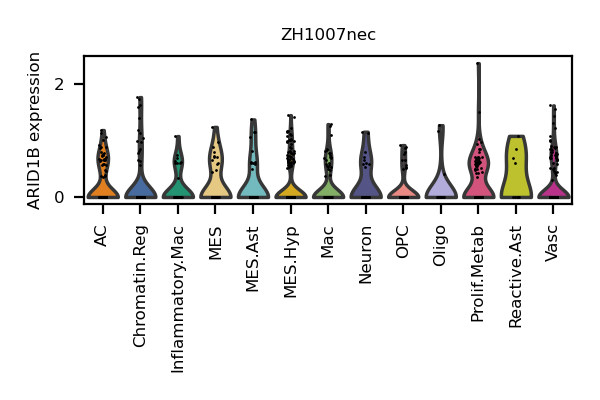 ZH1007nec
ARID1B expression
2
0
AC
Chromatin.Reg
Inflammatory.Mac
MES
MES.Ast
MES.Hyp
Mac
Neuron
OPC
Oligo
Prolif.Metab
Reactive.Ast
Vasc